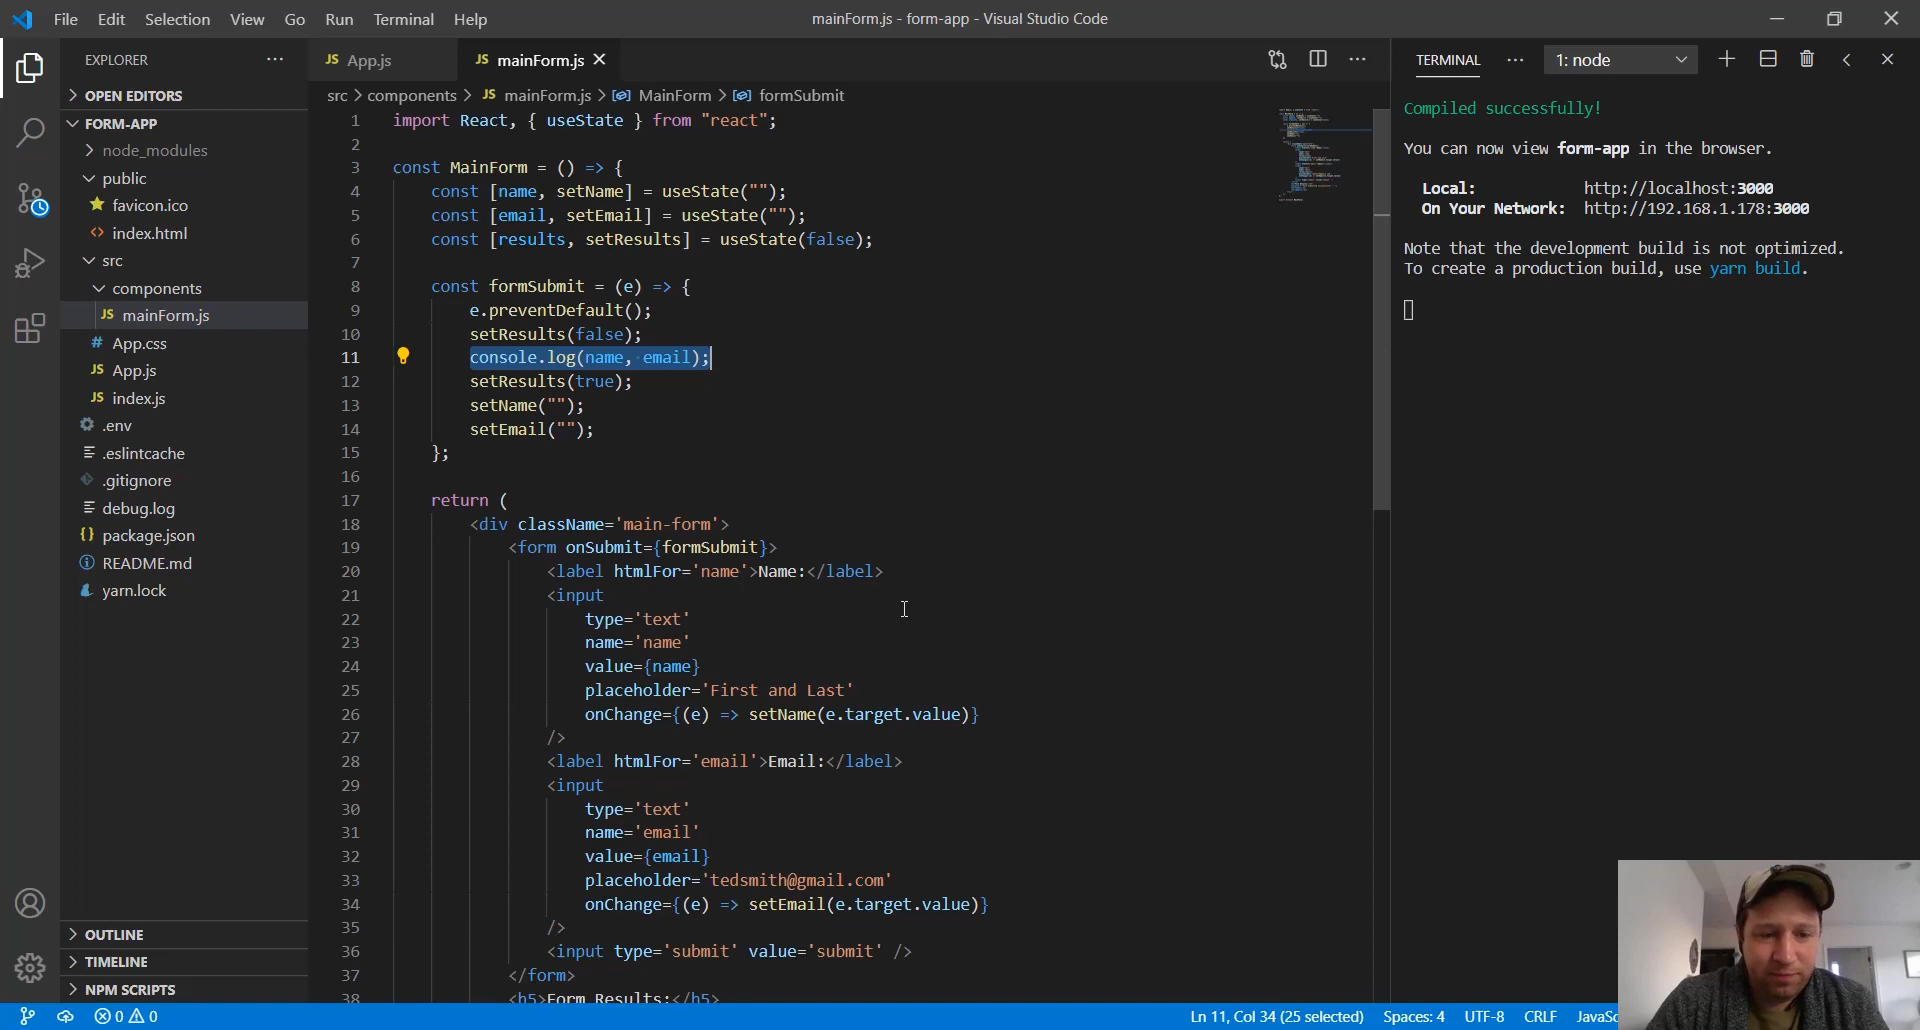 File Edit Selection View Go Run Terminal Help
mainForm.js - form-app - Visual Studio Code
EXPLORER
OPEN EDITORS
FORM-APP
node_modules
public
favicon.ico
index.html
src
components
JS mainForm.js
# App.css
JS App.js
JS index.js
.env
.eslintcache
.gitignore
debug.log
{} package.json
README.md
yarn.lock
OUTLINE
TIMELINE
NPM SCRIPTS
JS App.js
JS mainForm.js
src > components > JS mainForm.js > MainForm > formSubmit
1 import React, { useState } from "react";
2
3 const MainForm = () => {
4 const [name, setName] = useState("");
5 const [email, setEmail] = useState("");
6 const [results, setResults] = useState(false);
7
8 const formSubmit = (e) => {
9 e.preventDefault();
10 setResults(false);
11 console.log(name, email);
12 setResults(true);
13 setName("");
14 setEmail("");
15 };
16
17 return (
18 <div className='main-form'>
19 <form onSubmit={formSubmit}>
20 <label htmlFor='name'>Name:</label>
21 <input
22 type='text'
23 name='name'
24 value={name}
25 placeholder='First and Last'
26 onChange={(e) => setName(e.target.value)}
27 />
28 <label htmlFor='email'>Email:</label>
29 <input
30 type='text'
31 name='email'
32 value={email}
33 placeholder='tedsmith@gmail.com'
34 onChange={(e) => setEmail(e.target.value)}
35 />
36 <input type='submit' value='submit' />
37 </form>
38 <h5>Form Results:</h5>
TERMINAL 1: node
Compiled successfully!
You can now view form-app in the browser.
Local: http://localhost:3000
On Your Network: http://192.168.1.178:3000
Note that the development build is not optimized.
To create a production build, use yarn build.
0 0
Ln 11, Col 34 (25 selected) Spaces: 4 UTF-8 CRLF JavaSc